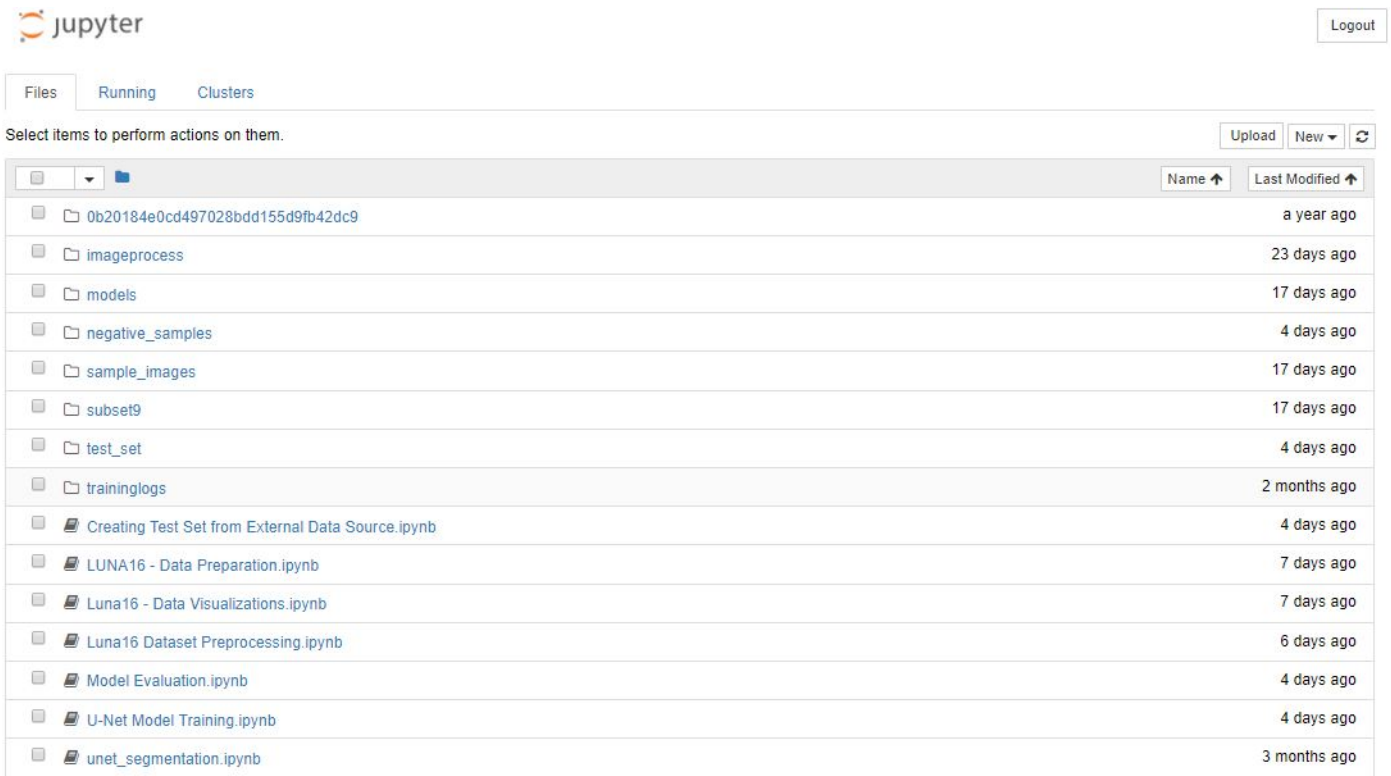 jupyter
Logout
Files Running Clusters
Select items to perform actions on them.
Upload New
Name Last Modified
0b20184e0cd497028bdd155d9fb42dc9 a year ago
imageprocess 23 days ago
models 17 days ago
negative_samples 4 days ago
sample_images 17 days ago
subset9 17 days ago
test_set 4 days ago
traininglogs 2 months ago
Creating Test Set from External Data Source.ipynb 4 days ago
LUNA16 - Data Preparation.ipynb 7 days ago
Luna16 - Data Visualizations.ipynb 7 days ago
Luna16 Dataset Preprocessing.ipynb 6 days ago
Model Evaluation.ipynb 4 days ago
U-Net Model Training.ipynb 4 days ago
unet_segmentation.ipynb 3 months ago